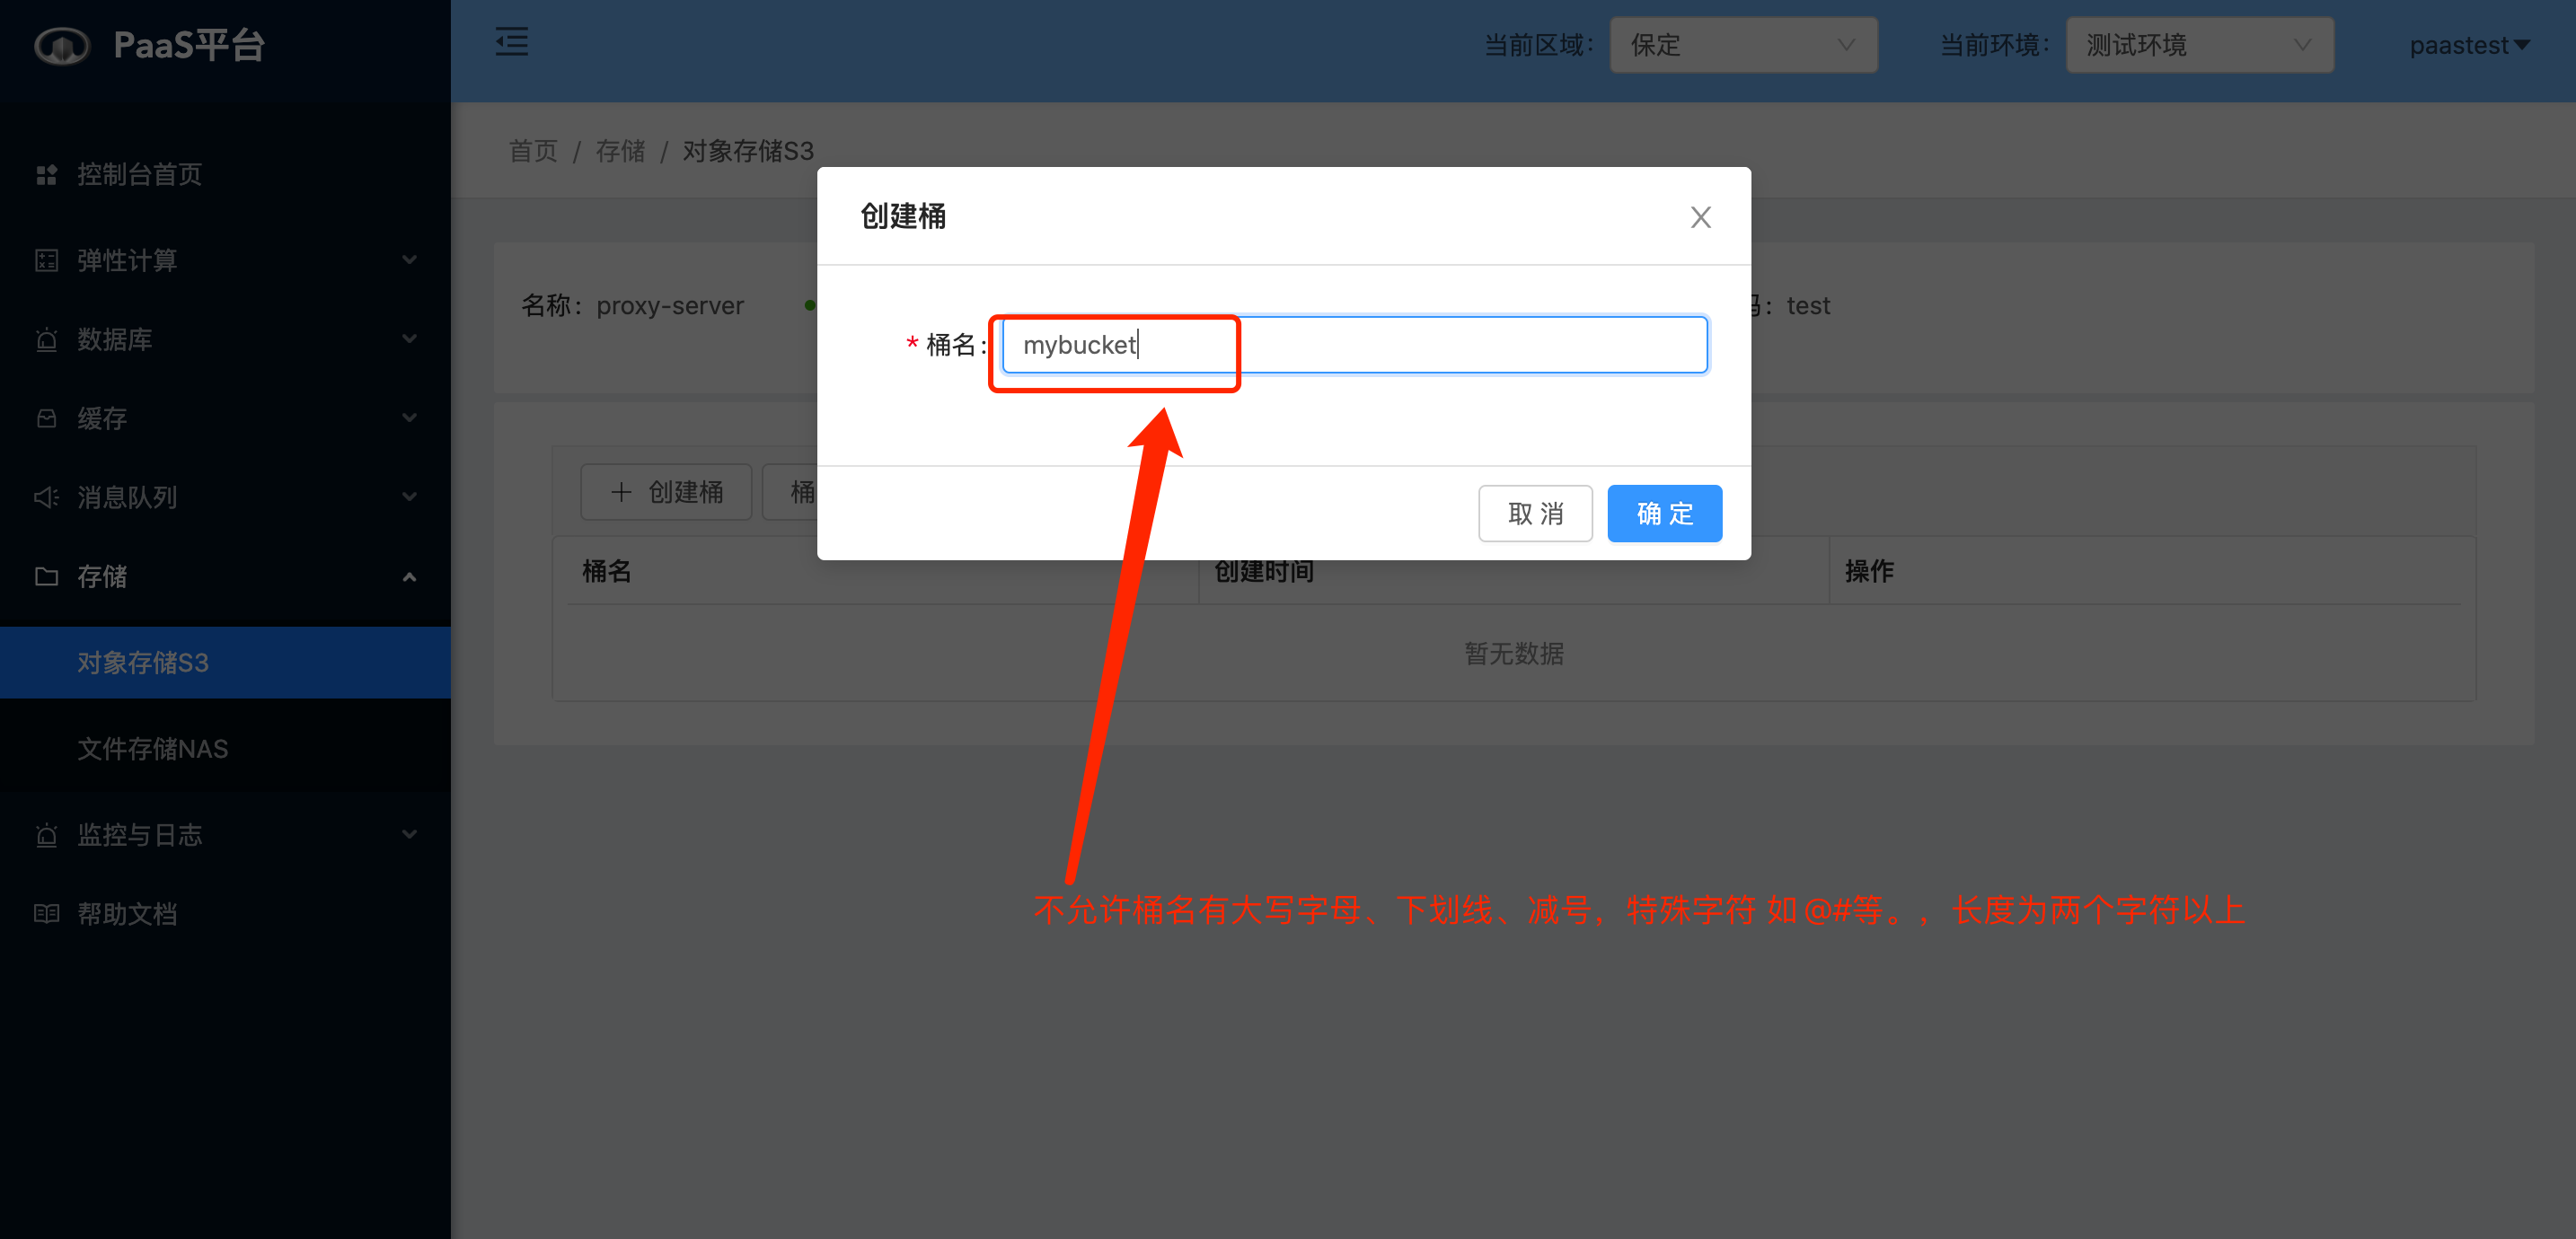 PaaS平台
当前区域： 保定
当前环境： 测试环境
paastest
控制台首页
弹性计算
数据库
缓存
消息队列
存储
对象存储S3
文件存储NAS
监控与日志
帮助文档
首页 / 存储 / 对象存储S3
名称： proxy-server
码： test
创建桶
* 桶名： mybucket
取 消 确 定
+ 创建桶 桶
桶名 创建时间 操作
暂无数据
不允许桶名有大写字母、下划线、减号，特殊字符 如 @#等。，长度为两个字符以上